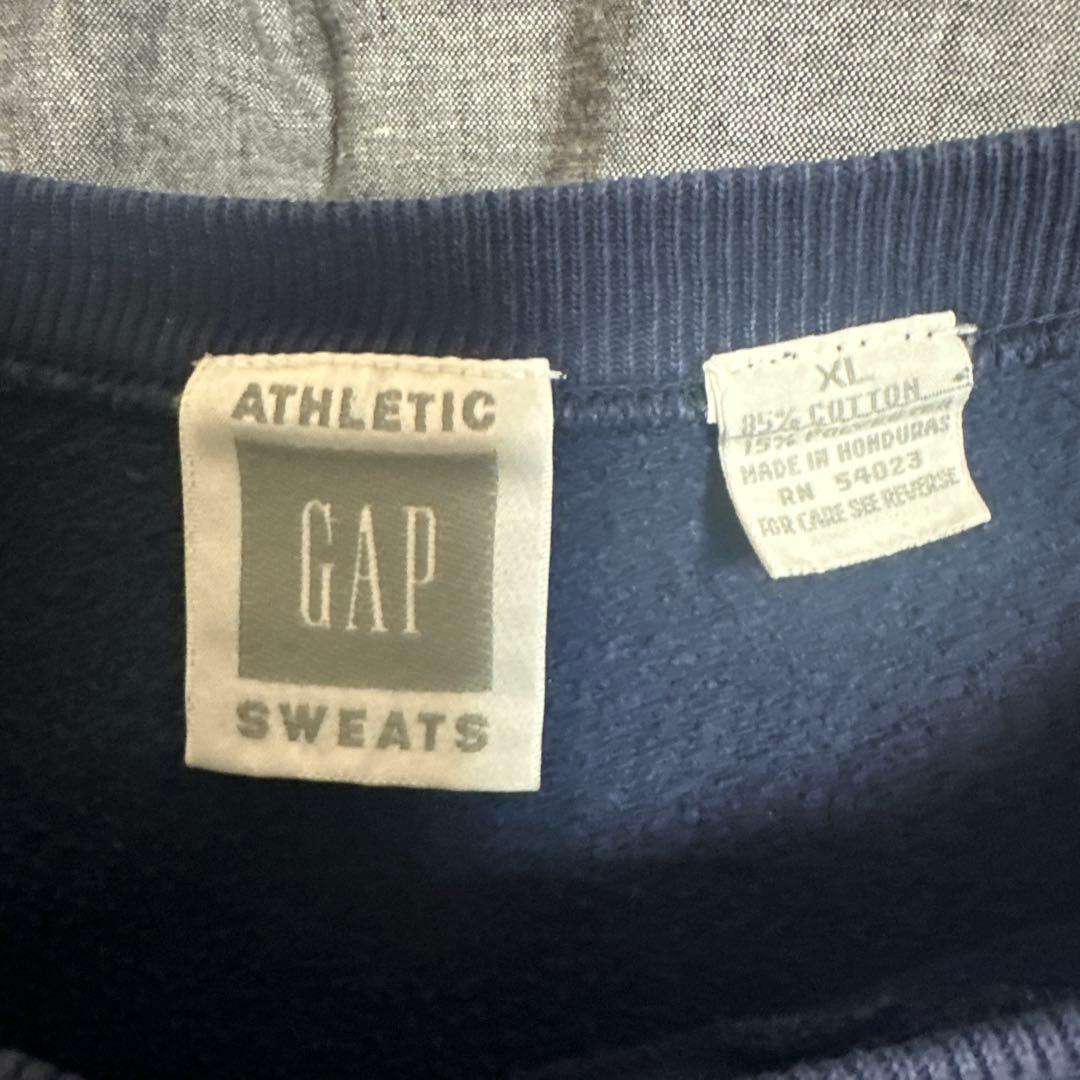 ATHLETIC
GAP
SWEATS
XL
85% COTTON
15% POLYESTER
MADE IN HONDURAS
RN 54023
FOR CARE SEE REVERSE